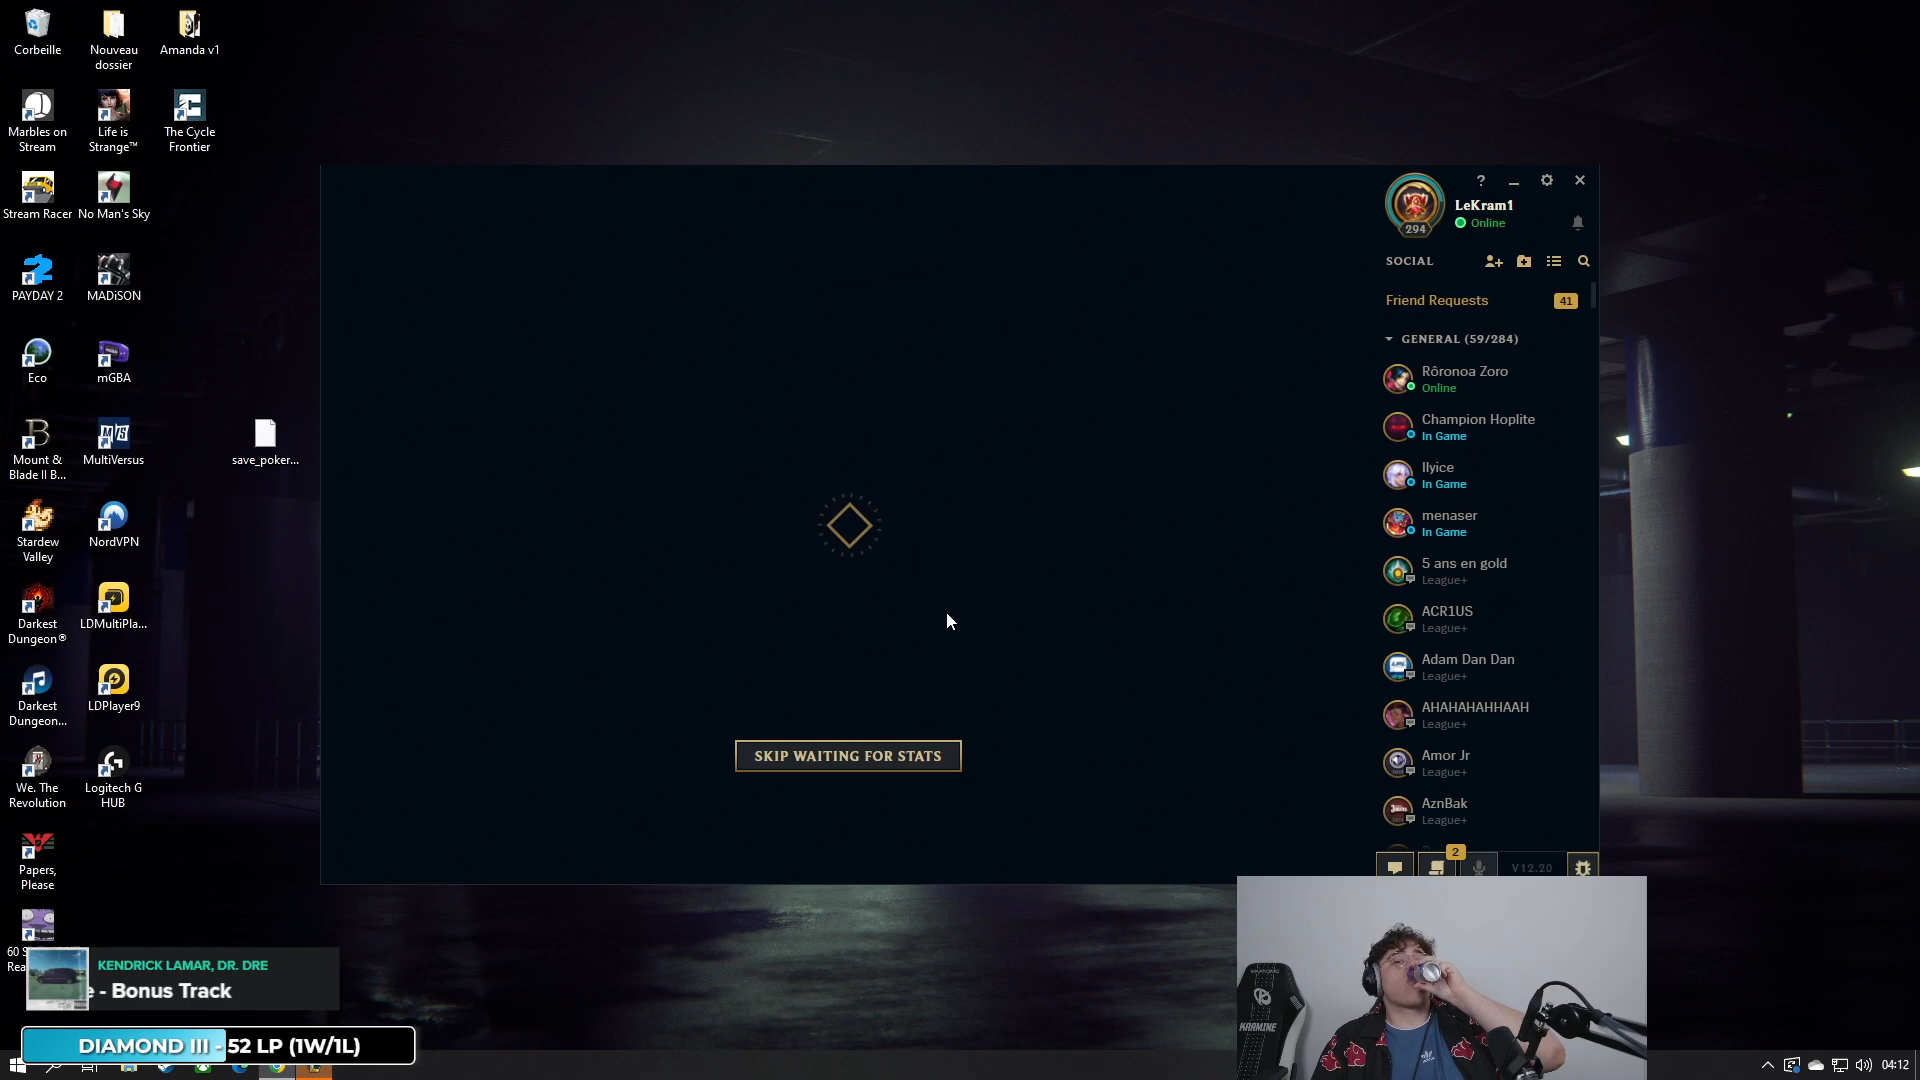 Corbeille
Nouveau
dossier
Amanda v1
Marbles on
Stream
Life is
Strange™
The Cycle
Frontier
Stream Racer
No Man's Sky
PAYDAY 2
MADiSON
Eco
mGBA
Mount &
Blade II B...
MultiVersus
save_poker...
Stardew
Valley
NordVPN
Darkest
Dungeon®
LDMultiPla...
Darkest
Dungeon...
LDPlayer9
We. The
Revolution
Logitech G
HUB
Papers,
Please
60 S
Rea
KENDRICK LAMAR, DR. DRE
e - Bonus Track
DIAMOND III - 52 LP (1W/1L)
SKIP WAITING FOR STATS
294
LeKram1
Online
SOCIAL
Friend Requests
41
GENERAL (59/284)
Rôronoa Zoro
Online
Champion Hoplite
In Game
Ilyice
In Game
menaser
In Game
5 ans en gold
League+
ACR1US
League+
Adam Dan Dan
League+
AHAHAHAHHAAH
League+
Amor Jr
League+
AznBak
League+
2
V12.20
KARMINE
04:12